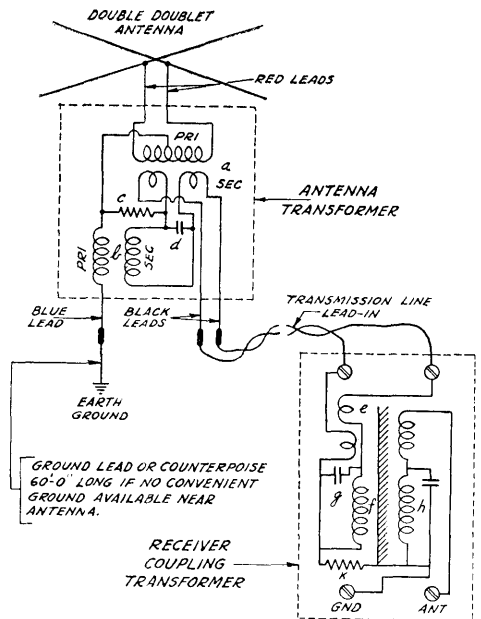 DOUBLE DOUBLET
ANTENNA
RED LEADS
PRI
a
SEC
ANTENNA
TRANSFORMER
c
d
PRI
b
SEC
BLUE
LEAD
BLACK
LEADS
TRANSMISSION LINE
LEAD-IN
EARTH
GROUND
e
GROUND LEAD OR COUNTERPOISE
60'-0" LONG IF NO CONVENIENT
GROUND AVAILABLE NEAR
ANTENNA.
g
f
h
RECEIVER
COUPLING
TRANSFORMER
K
GND
ANT